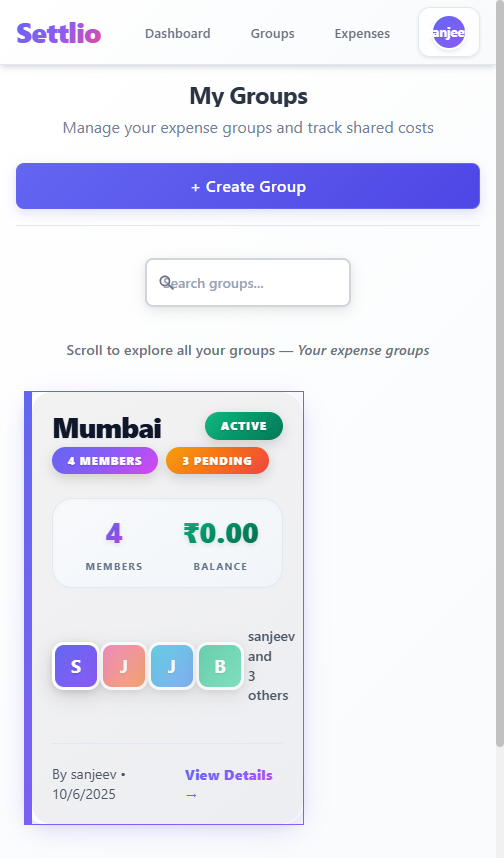 Settlio
Dashboard
Groups
Expenses
anjee
My Groups
Manage your expense groups and track shared costs
+ Create Group
Search groups...
Scroll to explore all your groups — Your expense groups
Mumbai
ACTIVE
4 MEMBERS
3 PENDING
4
MEMBERS
₹0.00
BALANCE
S
J
J
B
sanjeev
and
3
others
By sanjeev •
10/6/2025
View Details
→